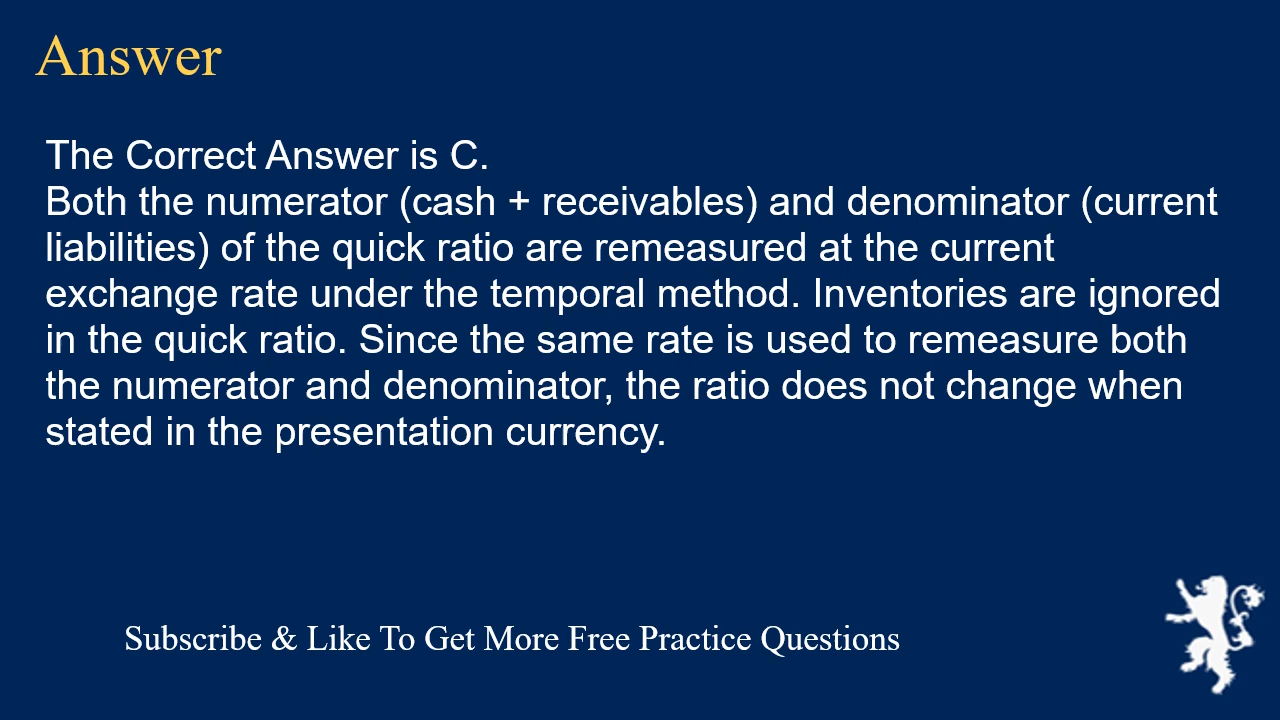 Answer
The Correct Answer is C.
Both the numerator (cash + receivables) and denominator (current
liabilities) of the quick ratio are remeasured at the current
exchange rate under the temporal method. Inventories are ignored
in the quick ratio. Since the same rate is used to remeasure both
the numerator and denominator, the ratio does not change when
stated in the presentation currency.
Subscribe & Like To Get More Free Practice Questions